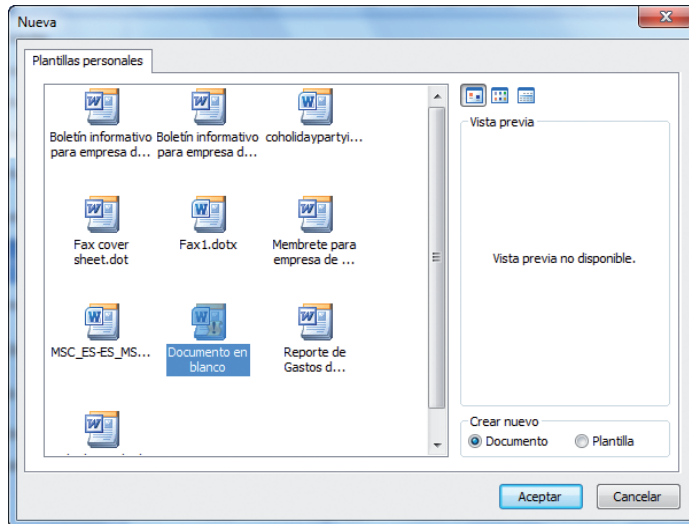 Nueva
Plantillas personales
Boletín informativo para empresa d...
Boletín informativo para empresa d...
coholidaypartyi...
Fax cover sheet.dot
Fax1.dotx
Membrete para empresa de ...
MSC_ES-ES_MS...
Documento en blanco
Reporte de Gastos d...
Vista previa
Vista previa no disponible.
Crear nuevo
Documento
Plantilla
Aceptar
Cancelar